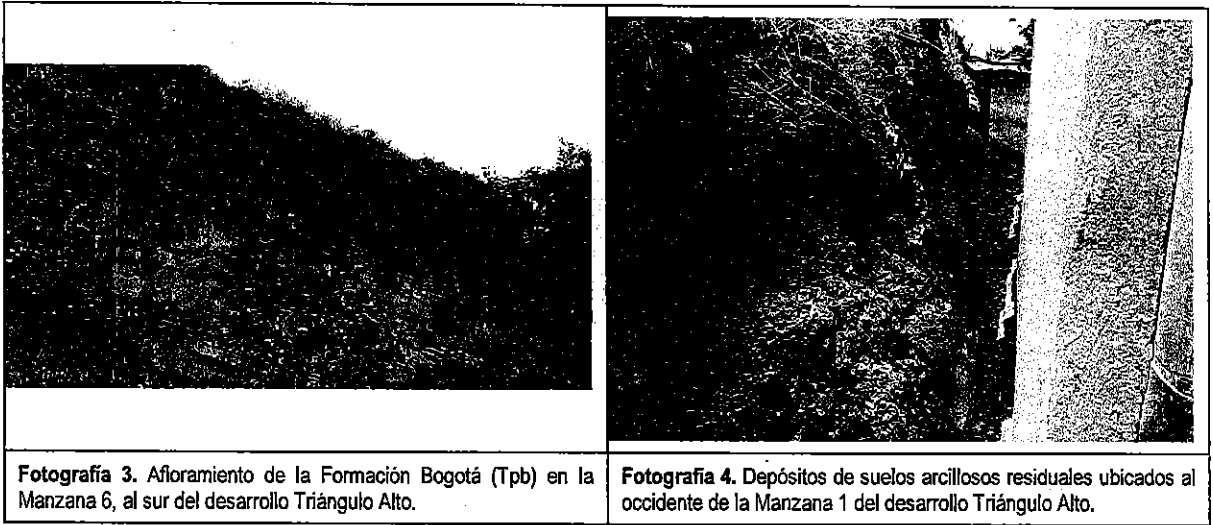 Fotografía 3. Afloramiento de la Formación Bogotá (Tpb) en la
Manzana 6, al sur del desarrollo Triángulo Alto.
Fotografía 4. Depósitos de suelos arcillosos residuales ubicados al
occidente de la Manzana 1 del desarrollo Triángulo Alto.